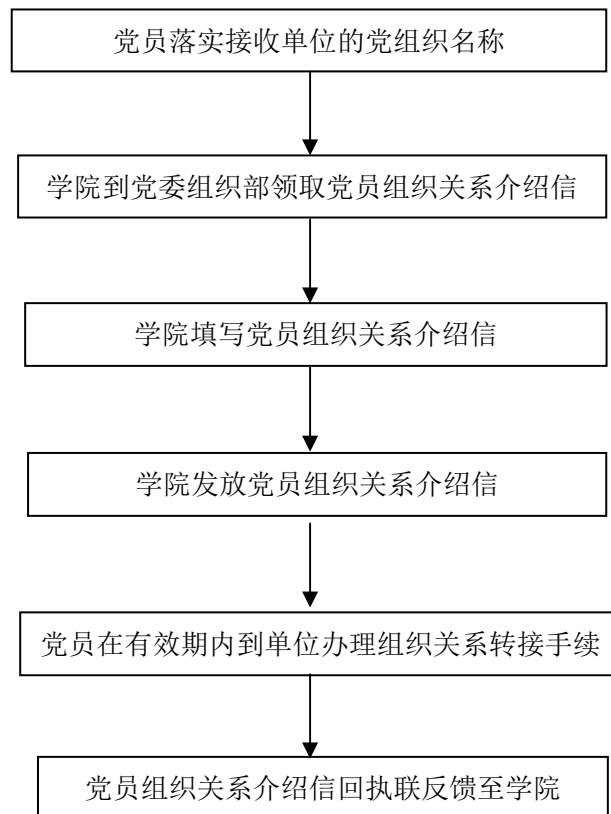 党员落实接收单位的党组织名称
学院到党委组织部领取党员组织关系介绍信
学院填写党员组织关系介绍信
学院发放党员组织关系介绍信
党员在有效期内到单位办理组织关系转接手续
党员组织关系介绍信回执联反馈至学院